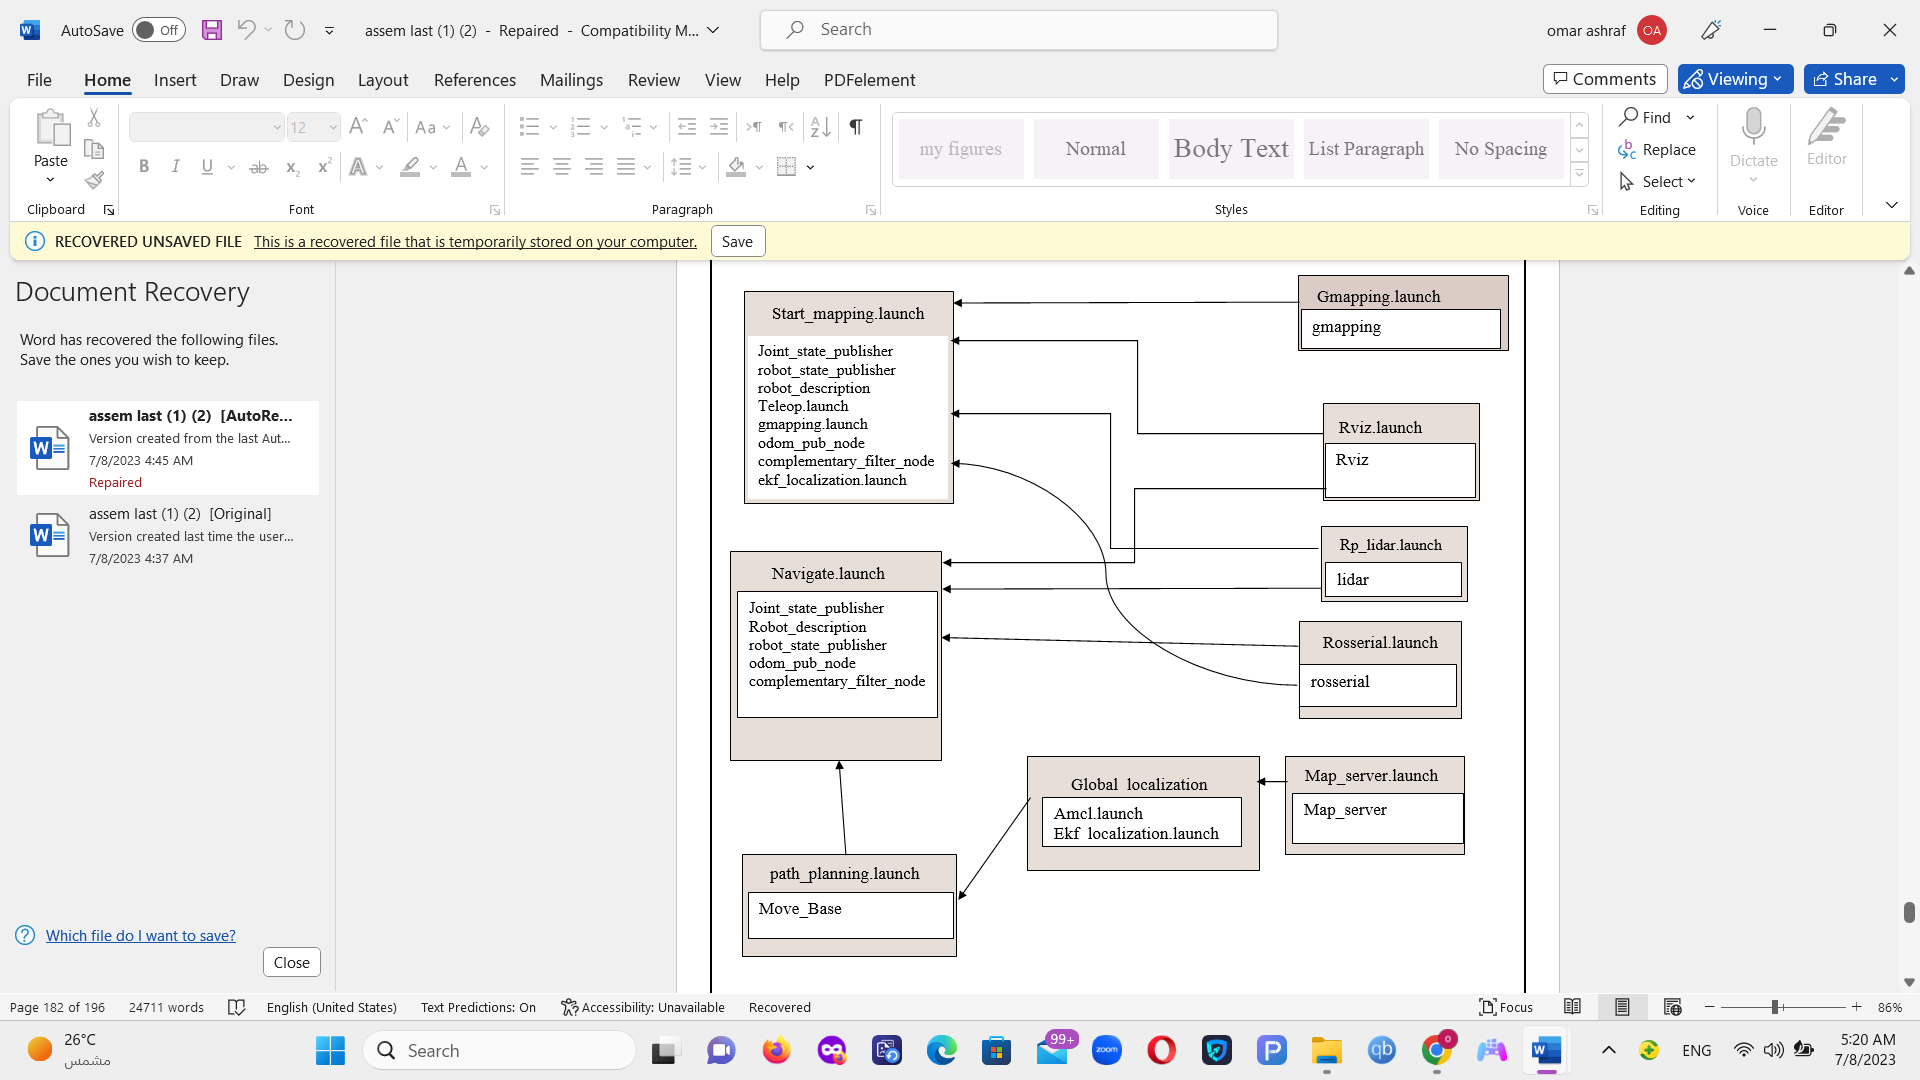 AutoSave Off
assem last (1) (2) - Repaired - Compatibility M...
Search
omar ashraf OA
File Home Insert Draw Design Layout References Mailings Review View Help PDFelement
Comments Viewing Share
Paste
12
Aa
B I U ab x₂ x² A A
my figures
Normal
Body Text
List Paragraph
No Spacing
Find
Replace
Select
Dictate
Editor
Clipboard Font Paragraph Styles Editing Voice Editor
RECOVERED UNSAVED FILE This is a recovered file that is temporarily stored on your computer. Save
Document Recovery
Word has recovered the following files.
Save the ones you wish to keep.
assem last (1) (2) [AutoRe...
Version created from the last Aut...
7/8/2023 4:45 AM
Repaired
assem last (1) (2) [Original]
Version created last time the user...
7/8/2023 4:37 AM
Which file do I want to save?
Close
Start_mapping.launch
Joint_state_publisher
robot_state_publisher
robot_description
Teleop.launch
gmapping.launch
odom_pub_node
complementary_filter_node
ekf_localization.launch
Gmapping.launch
gmapping
Rviz.launch
Rviz
Rp_lidar.launch
lidar
Navigate.launch
Joint_state_publisher
Robot_description
robot_state_publisher
odom_pub_node
complementary_filter_node
Rosserial.launch
rosserial
Global localization
Amcl.launch
Ekf localization.launch
Map_server.launch
Map_server
path_planning.launch
Move_Base
Page 182 of 196 24711 words English (United States) Text Predictions: On Accessibility: Unavailable Recovered
Focus 86%
26°C
مشمس
Search
99+
zoom
P
qb
0
ENG
5:20 AM
7/8/2023